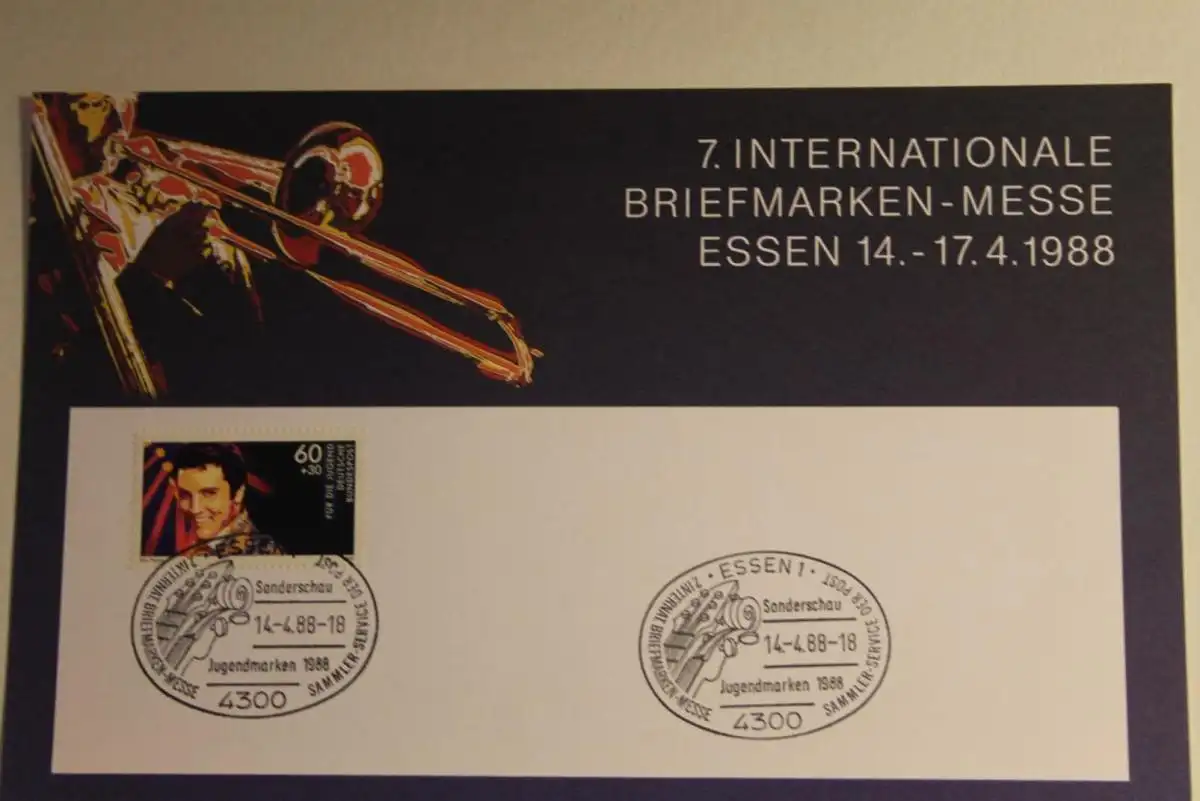 7. INTERNATIONALE
BRIEFMARKEN-MESSE
ESSEN 14.-17.4.1988
60
+30
FÜR DIE JUGEND
DEUTSCHE
BUNDESPOST
· ESSEN 1 ·
7.INTERNAT. BRIEFMARKEN-MESSE
Sonderschau
14.-4.88-18
Jugendmarken 1988
4300
SAMMLER-SERVICE DER POST
· ESSEN 1 ·
7.INTERNAT. BRIEFMARKEN-MESSE
Sonderschau
14.-4.88-18
Jugendmarken 1988
4300
SAMMLER-SERVICE DER POST